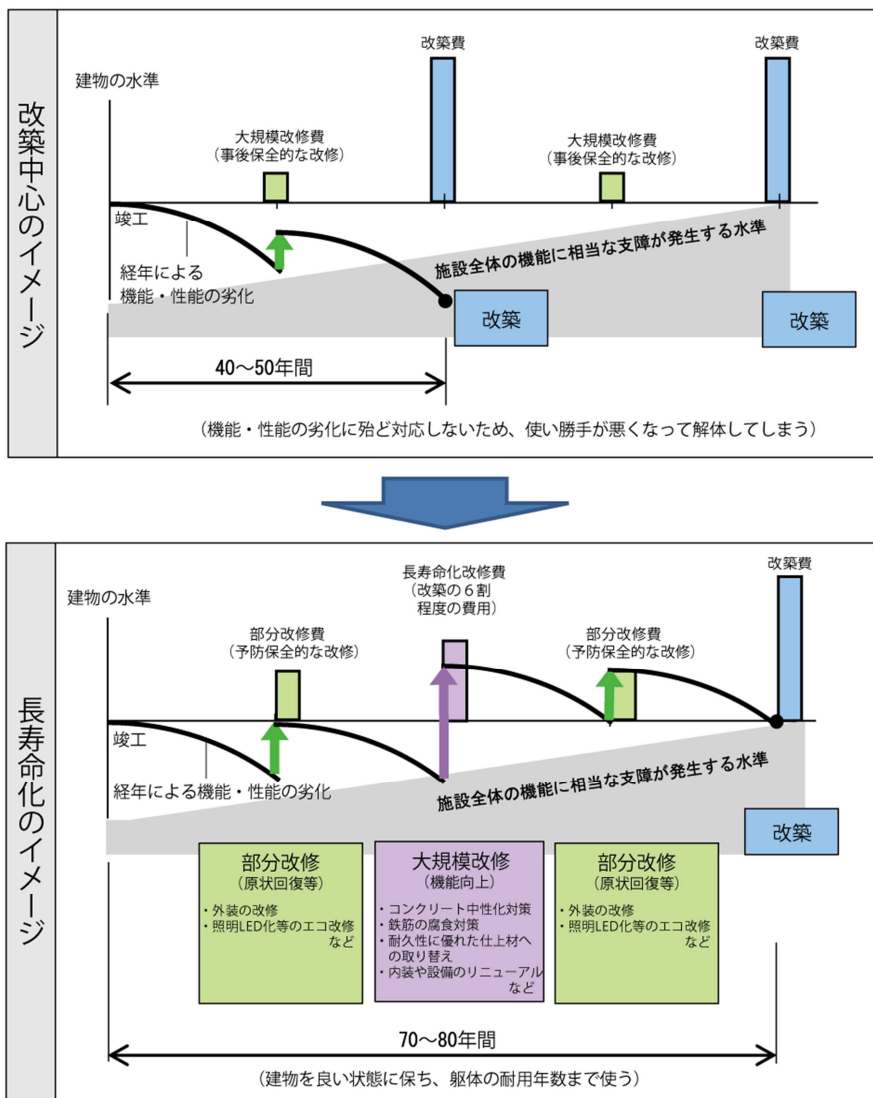 改築中心のイメージ
建物の水準
改築費
改築費
大規模改修費
（事後保全的な改修）
大規模改修費
（事後保全的な改修）
竣工
経年による
機能・性能の劣化
施設全体の機能に相当な支障が発生する水準
改築
改築
40～50年間
（機能・性能の劣化に殆ど対応しないため、使い勝手が悪くなって解体してしまう）
長寿命化のイメージ
建物の水準
長寿命化改修費
（改築の６割
程度の費用）
改築費
部分改修費
（予防保全的な改修）
部分改修費
（予防保全的な改修）
竣工
経年による機能・性能の劣化
施設全体の機能に相当な支障が発生する水準
改築
部分改修
（原状回復等）
・外装の改修
・照明LED化等のエコ改修
など
大規模改修
（機能向上）
・コンクリート中性化対策
・鉄筋の腐食対策
・耐久性に優れた仕上材へ
の取り替え
・内装や設備のリニューアル
など
部分改修
（原状回復等）
・外装の改修
・照明LED化等のエコ改修
など
70～80年間
（建物を良い状態に保ち、躯体の耐用年数まで使う）